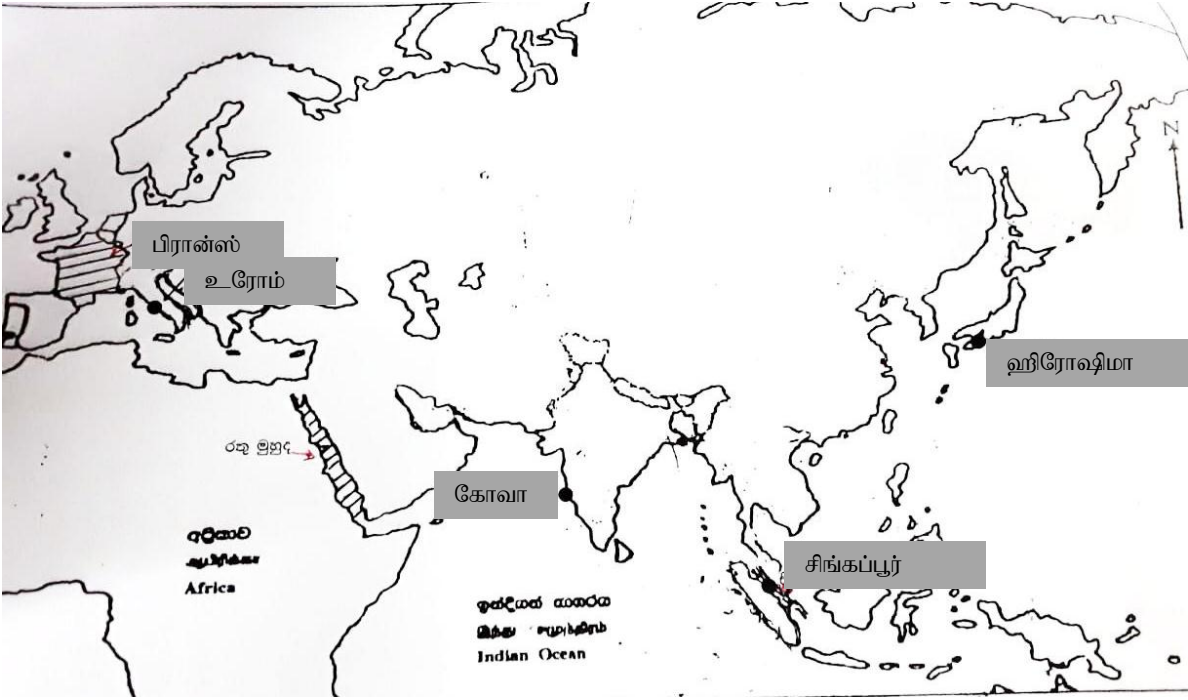 N
பிரான்ஸ்
உரோம்
ஹிரோஷிமா
රතු මුහුද
கோவா
අප්‍රිකාව
ஆபிரிக்கா
Africa
சிங்கப்பூர்
ඉන්දියන් සාගරය
இந்து சமுத்திரம்
Indian Ocean